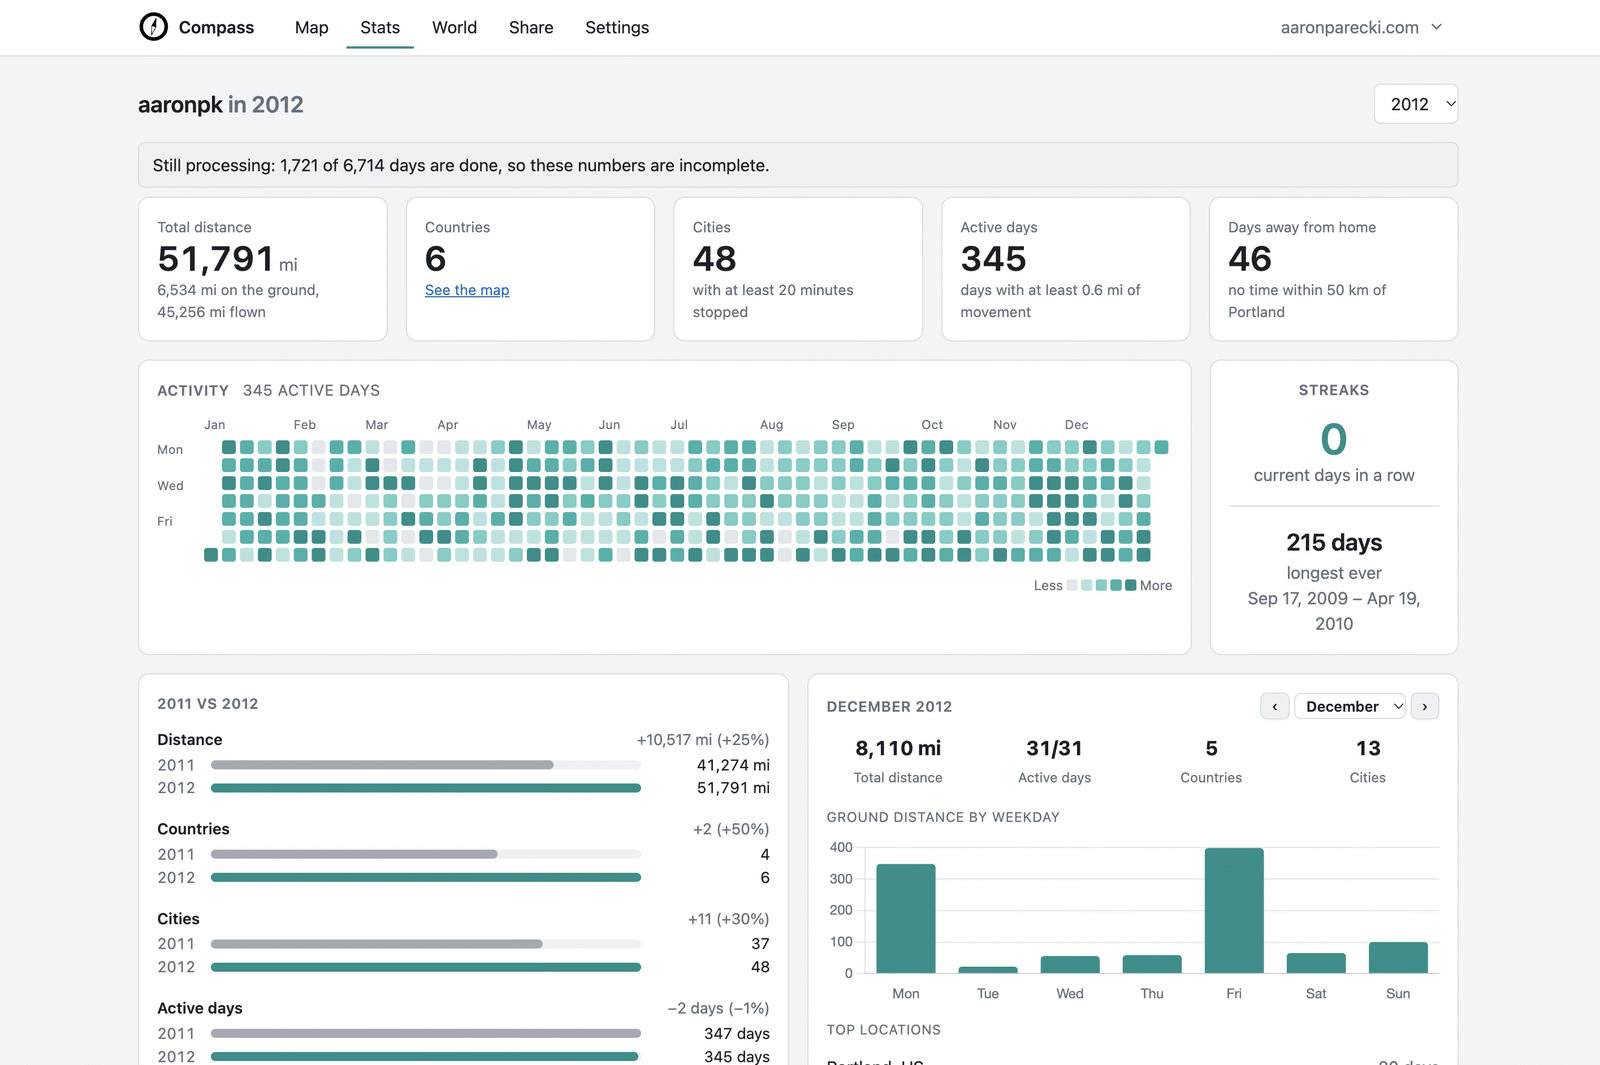 Compass
Map
Stats
World
Share
Settings
aaronparecki.com
aaronpk in 2012
2012
Still processing: 1,721 of 6,714 days are done, so these numbers are incomplete.
Total distance
51,791 mi
6,534 mi on the ground,
45,256 mi flown
Countries
6
See the map
Cities
48
with at least 20 minutes
stopped
Active days
345
days with at least 0.6 mi of
movement
Days away from home
46
no time within 50 km of
Portland
ACTIVITY 345 ACTIVE DAYS
Jan Feb Mar Apr May Jun Jul Aug Sep Oct Nov Dec
Mon
Wed
Fri
Less More
STREAKS
0
current days in a row
215 days
longest ever
Sep 17, 2009 – Apr 19,
2010
2011 VS 2012
Distance +10,517 mi (+25%)
2011 41,274 mi
2012 51,791 mi
Countries +2 (+50%)
2011 4
2012 6
Cities +11 (+30%)
2011 37
2012 48
Active days −2 days (−1%)
2011 347 days
2012 345 days
DECEMBER 2012
‹ December ›
8,110 mi
Total distance
31/31
Active days
5
Countries
13
Cities
GROUND DISTANCE BY WEEKDAY
400
300
200
100
0
Mon Tue Wed Thu Fri Sat Sun
TOP LOCATIONS
Portland, US